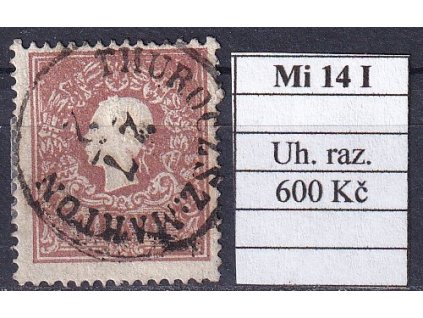 THUROCZ
SZ: MARTON
Mi 14 I
Uh. raz.
600 Kč